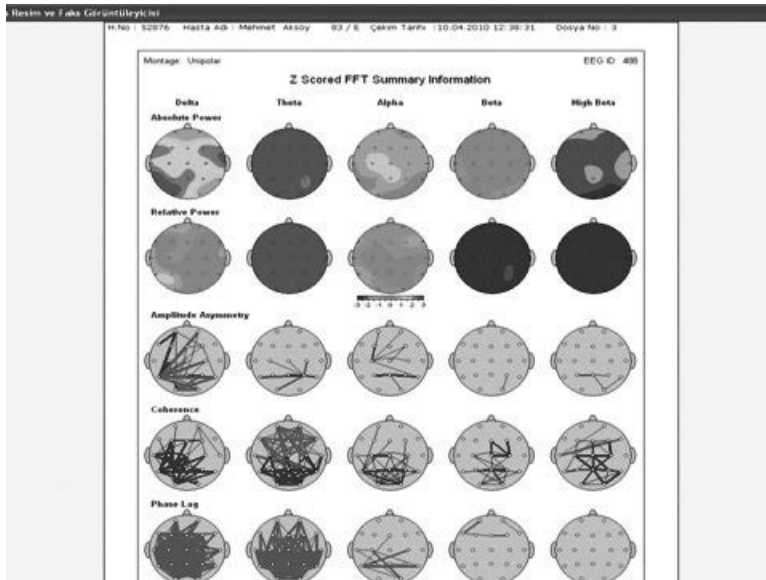 Resim ve Faks Görüntüleyicisi
H.No : 52876 Hasta Adı : Mehmet Aksoy 83 / E Çekim Tarihi : 10.04.2010 12:38:31 Dosya No : 3
Montage: Unipolar EEG ID: 488
Z Scored FFT Summary Information
Delta Theta Alpha Beta High Beta
Absolute Power
Relative Power
-3 -2 -1 0 1 2 3
Amplitude Asymmetry
Coherence
Phase Lag